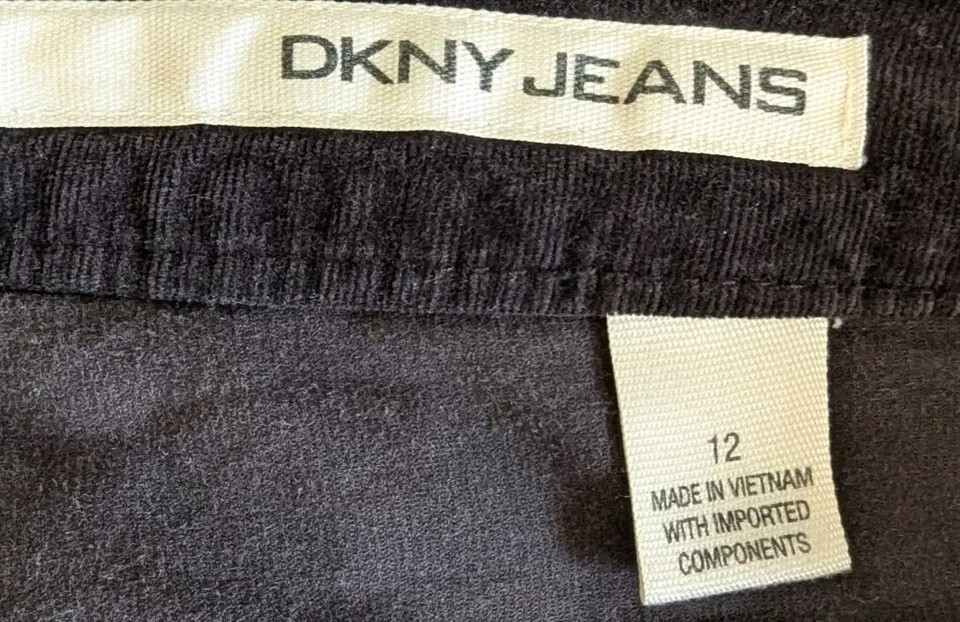 DKNY JEANS
12
MADE IN VIETNAM
WITH IMPORTED
COMPONENTS